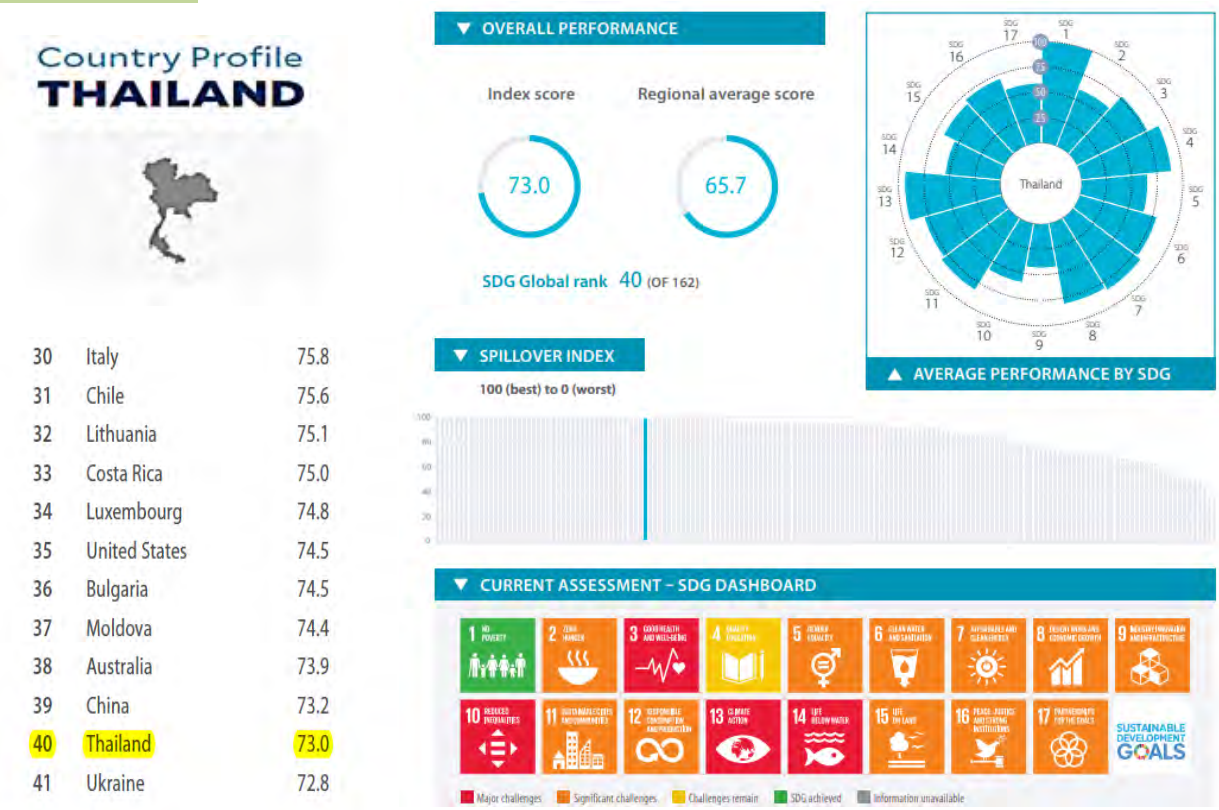 Country Profile
THAILAND
30 Italy 75.8
31 Chile 75.6
32 Lithuania 75.1
33 Costa Rica 75.0
34 Luxembourg 74.8
35 United States 74.5
36 Bulgaria 74.5
37 Moldova 74.4
38 Australia 73.9
39 China 73.2
40 Thailand 73.0
41 Ukraine 72.8
▼ OVERALL PERFORMANCE
Index score Regional average score
73.0 65.7
SDG Global rank 40 (OF 162)
SDG 1
SDG 2
SDG 3
SDG 4
SDG 5
SDG 6
SDG 7
SDG 8
SDG 9
SDG 10
SDG 11
SDG 12
SDG 13
SDG 14
SDG 15
SDG 16
SDG 17
100
75
50
25
Thailand
▲ AVERAGE PERFORMANCE BY SDG
▼ SPILLOVER INDEX
100 (best) to 0 (worst)
100
80
60
40
20
0
▼ CURRENT ASSESSMENT – SDG DASHBOARD
1 NO POVERTY
2 ZERO HUNGER
3 GOOD HEALTH AND WELL-BEING
4 QUALITY EDUCATION
5 GENDER EQUALITY
6 CLEAN WATER AND SANITATION
7 AFFORDABLE AND CLEAN ENERGY
8 DECENT WORK AND ECONOMIC GROWTH
9 INDUSTRY, INNOVATION AND INFRASTRUCTURE
10 REDUCED INEQUALITIES
11 SUSTAINABLE CITIES AND COMMUNITIES
12 RESPONSIBLE CONSUMPTION AND PRODUCTION
13 CLIMATE ACTION
14 LIFE BELOW WATER
15 LIFE ON LAND
16 PEACE, JUSTICE AND STRONG INSTITUTIONS
17 PARTNERSHIPS FOR THE GOALS
SUSTAINABLE
DEVELOPMENT
GOALS
Major challenges Significant challenges Challenges remain SDG achieved Information unavailable